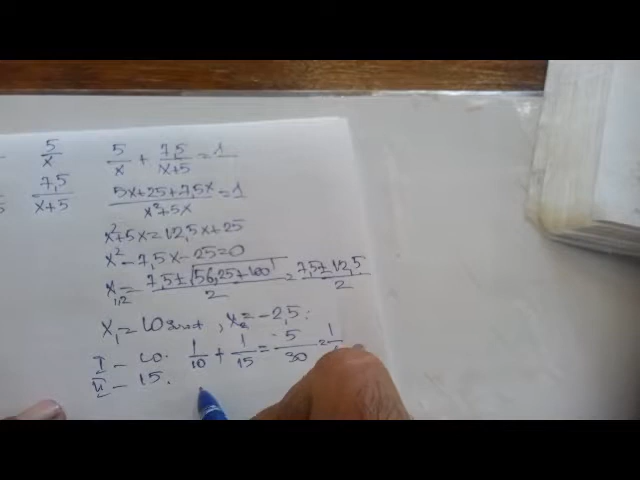 5/x 5/x + 7,5/(x+5) = 1
7,5/(x+5) (5x+25+7,5x)/(x²+5x) = 1
x²+5x=12,5x+25
x²-7,5x-25=0
x₁,₂ = (7,5±√(56,25+100))/2 = (7,5±12,5)/2
x₁=10 , x₂=-2,5.
I - 10. 1/10 + 1/15 = 5/30 = 1/
II - 15.